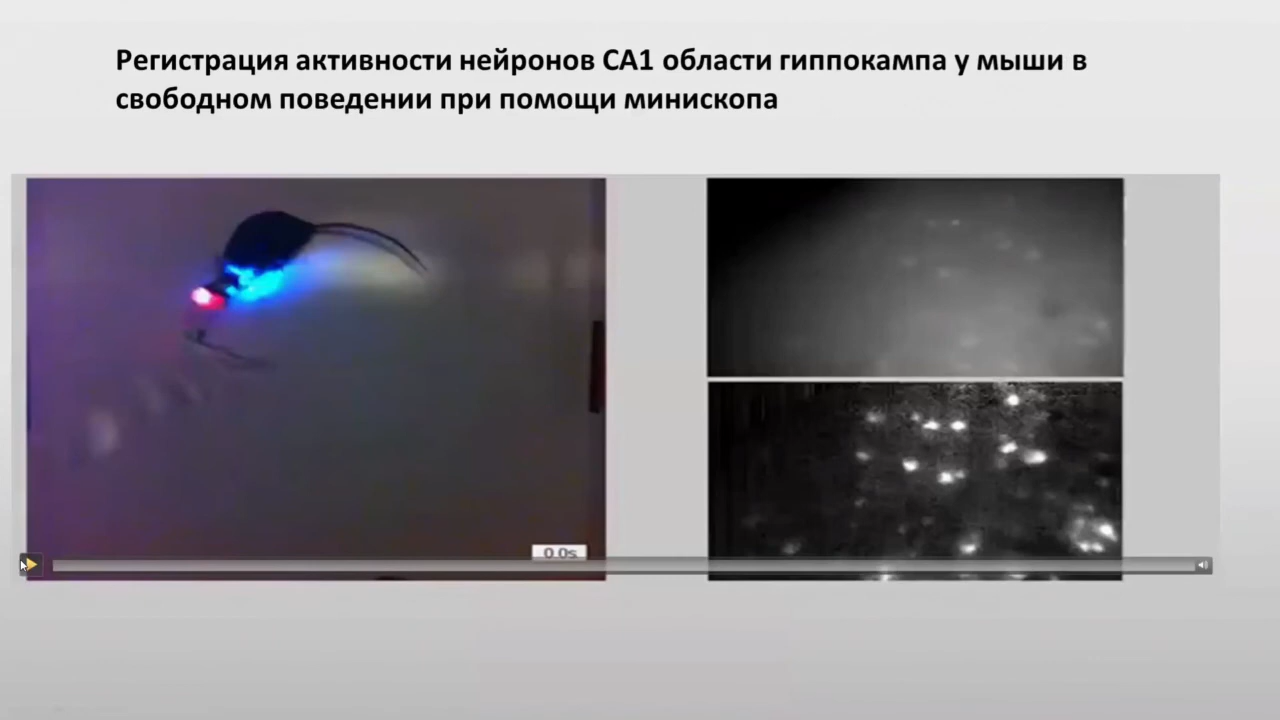 Регистрация активности нейронов СА1 области гиппокампа у мыши в
свободном поведении при помощи минископа
0.0s